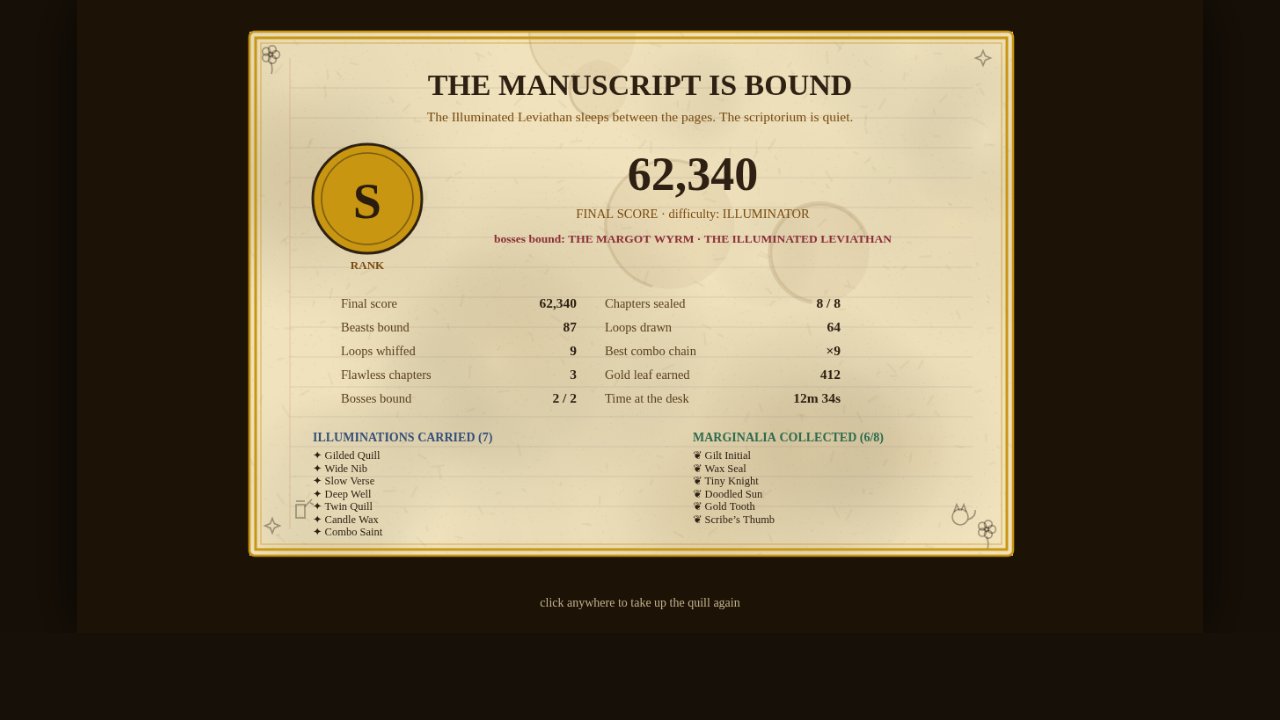 THE MANUSCRIPT IS BOUND
The Illuminated Leviathan sleeps between the pages. The scriptorium is quiet.
S
RANK
62,340
FINAL SCORE · difficulty: ILLUMINATOR
bosses bound: THE MARGOT WYRM · THE ILLUMINATED LEVIATHAN
Final score 62,340 Chapters sealed 8 / 8
Beasts bound 87 Loops drawn 64
Loops whiffed 9 Best combo chain ×9
Flawless chapters 3 Gold leaf earned 412
Bosses bound 2 / 2 Time at the desk 12m 34s
ILLUMINATIONS CARRIED (7)
✦ Gilded Quill
✦ Wide Nib
✦ Slow Verse
✦ Deep Well
✦ Twin Quill
✦ Candle Wax
✦ Combo Saint
MARGINALIA COLLECTED (6/8)
❦ Gilt Initial
❦ Wax Seal
❦ Tiny Knight
❦ Doodled Sun
❦ Gold Tooth
❦ Scribe’s Thumb
click anywhere to take up the quill again